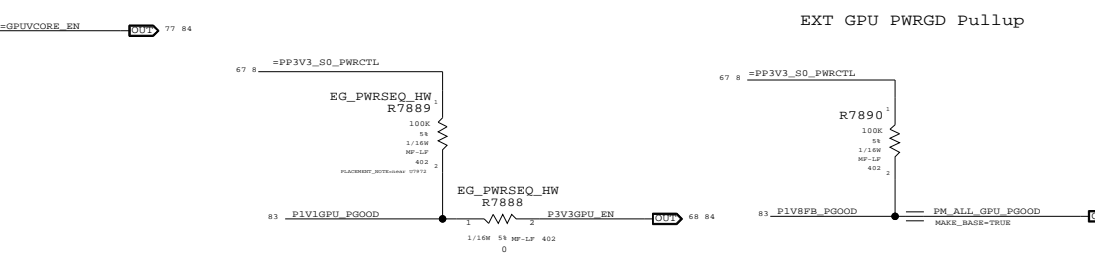 EXT GPU PWRGD Pullup
=GPUVCORE_EN
OUT
77 84
67 8
=PP3V3_S0_PWRCTL
EG_PWRSEQ_HW
R7889
1
100K
5%
1/16W
MF-LF
402
2
PLACEMENT_NOTE=near U7872
EG_PWRSEQ_HW
R7888
83
P1V1GPU_PGOOD
1
2
P3V3GPU_EN
OUT
68 84
1/16W 5% MF-LF 402
0
67 8
=PP3V3_S0_PWRCTL
1
R7890
100K
5%
1/16W
MF-LF
402
2
83
P1V8FB_PGOOD
PM_ALL_GPU_PGOOD
MAKE_BASE=TRUE